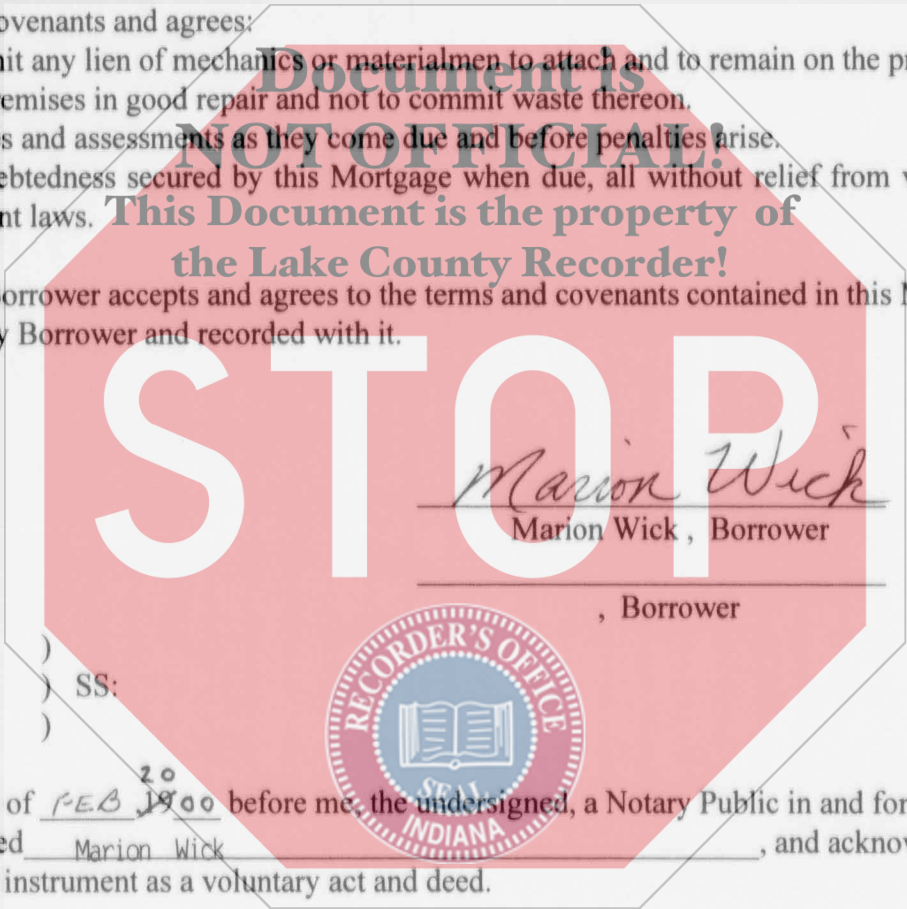 ovenants and agrees:
nit any lien of mechanics or materialmen to attach and to remain on the pr
Document is
emises in good repair and not to commit waste thereon.
s and assessments as they come due and before penalties arise.
NOT OFFICIAL!
ebtedness secured by this Mortgage when due, all without relief from v
nt laws.
This Document is the property of
the Lake County Recorder!
orrower accepts and agrees to the terms and covenants contained in this M
y Borrower and recorded with it.
STOP
Marion Wick
Marion Wick , Borrower
, Borrower
)
) SS:
)
RECORDER'S OFFICE
SEAL
INDIANA
20
of FEB , 1900 before me, the undersigned, a Notary Public in and for
ed Marion Wick , and acknov
instrument as a voluntary act and deed.